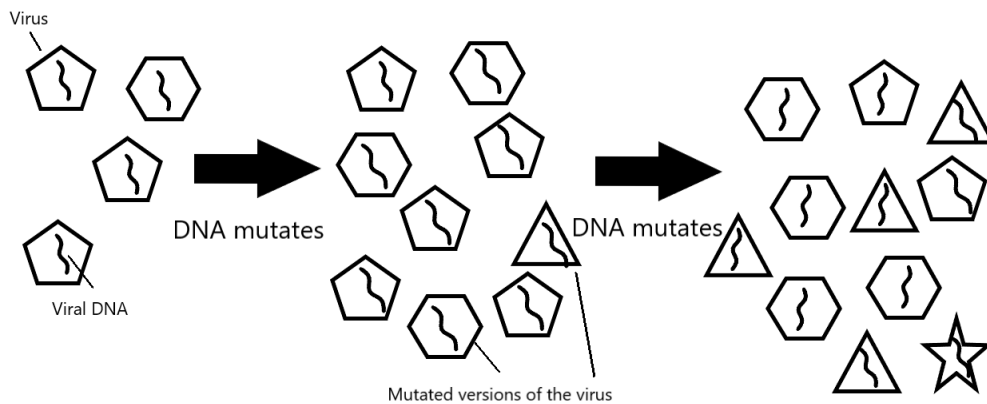 Virus
DNA mutates
DNA mutates
Viral DNA
Mutated versions of the virus